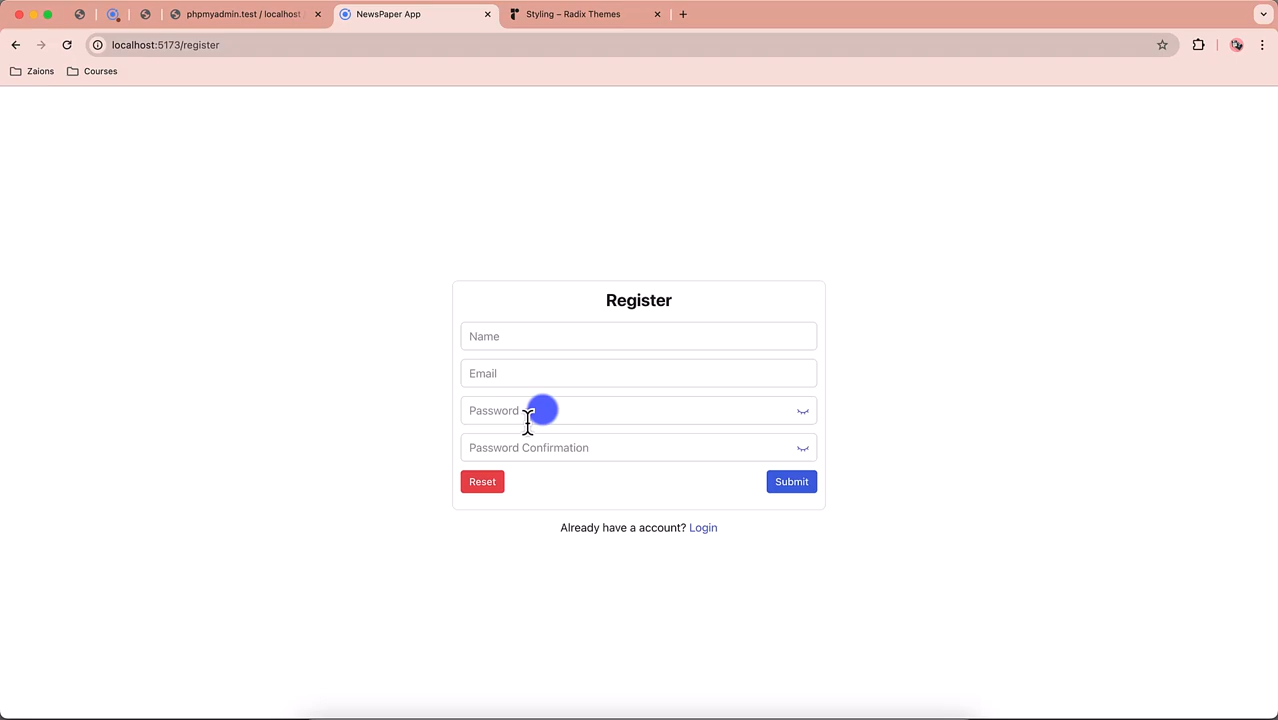 phpmyadmin.test / localhost
NewsPaper App
Styling – Radix Themes
localhost:5173/register
Zaions
Courses
Register
Name
Email
Password
Password Confirmation
Reset
Submit
Already have a account? Login